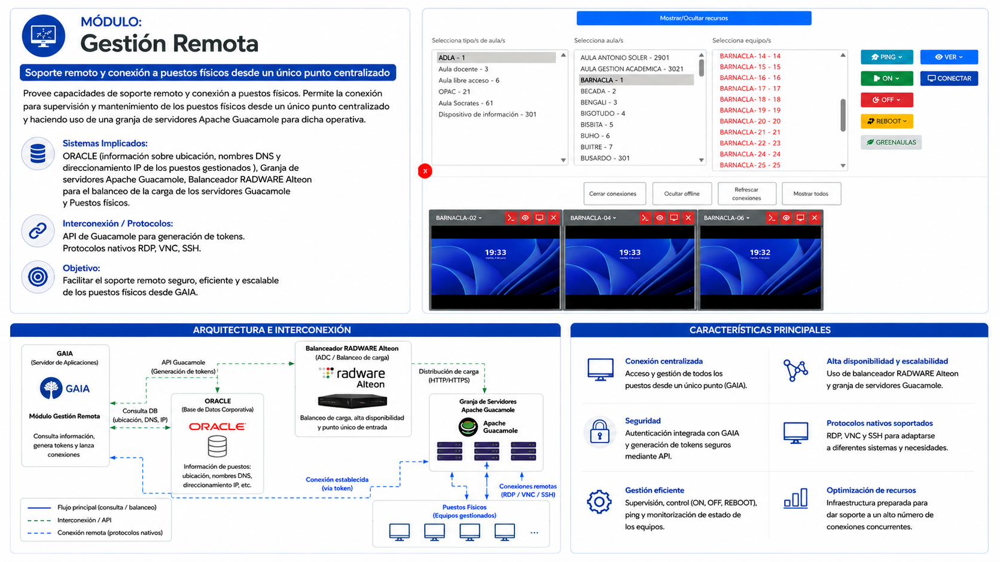 MÓDULO:
Gestión Remota
Soporte remoto y conexión a puestos físicos desde un único punto centralizado
Provee capacidades de soporte remoto y conexión a puestos físicos. Permite la conexión
para supervisión y mantenimiento de los puestos físicos desde un único punto centralizado
y haciendo uso de una granja de servidores Apache Guacamole para dicha operativa.
Sistemas Implicados:
ORACLE (información sobre ubicación, nombres DNS y
direccionamiento IP de los puestos gestionados ), Granja de
servidores Apache Guacamole, Balanceador RADWARE Alteon
para el balanceo de la carga de los servidores Guacamole
y Puestos físicos.
Interconexión / Protocolos:
API de Guacamole para generación de tokens.
Protocolos nativos RDP, VNC, SSH.
Objetivo:
Facilitar el soporte remoto seguro, eficiente y escalable
de los puestos físicos desde GAIA.
Mostrar/Ocultar recursos
Selecciona tipo/s de aula/s
ADLA - 1
Aula docente - 3
Aula libre acceso - 6
OPAC - 21
Aula Socrates - 61
Dispositivo de información - 301
Selecciona aula/s
AULA ANTONIO SOLER - 2901
AULA GESTION ACADEMICA - 3021
BARNACLA - 1
BECADA - 2
BENGALI - 3
BIGOTUDO - 4
BISBITA - 5
BUHO - 6
BUITRE - 7
BUSARDO - 301
Selecciona equipo/s
BARNACLA- 14 - 14
BARNACLA- 15 - 15
BARNACLA- 16 - 16
BARNACLA- 17 - 17
BARNACLA- 18 - 18
BARNACLA- 19 - 19
BARNACLA- 20 - 20
BARNACLA- 21 - 21
BARNACLA- 22 - 23
BARNACLA- 24 - 24
BARNACLA- 25 - 25
PING
VER
ON
CONECTAR
OFF
REBOOT
GREENAULAS
x
Cerrar conexiones
Ocultar offline
Refrescar
conexiones
Mostrar todos
BARNACLA-02
19:33
BARNACLA-04
19:33
BARNACLA-06
19:32
ARQUITECTURA E INTERCONEXIÓN
GAIA
(Servidor de Aplicaciones)
GAIA
Módulo Gestión Remota
Consulta información,
genera tokens y lanza
conexiones
API Guacamole
(Generación de tokens)
Consulta DB
(ubicación, DNS, IP)
ORACLE
(Base de Datos Corporativa)
ORACLE
Información de puestos:
ubicación, nombres DNS,
direccionamiento IP, etc.
Balanceador RADWARE Alteon
(ADC / Balanceo de carga)
radware
Alteon
Balanceo de carga, alta disponibilidad
y punto único de entrada
Distribución de carga
(HTTP/HTTPS)
Granja de Servidores
Apache Guacamole
Apache
Guacamole
Conexión establecida
(vía token)
Conexiones remotas
(RDP / VNC / SSH)
Puestos Físicos
(Equipos gestionados)
...
Flujo principal (consulta / balanceo)
Interconexión / API
Conexión remota (protocolos nativos)
CARACTERÍSTICAS PRINCIPALES
Conexión centralizada
Acceso y gestión de todos los
puestos desde un único punto (GAIA).
Alta disponibilidad y escalabilidad
Uso de balanceador RADWARE Alteon
y granja de servidores Guacamole.
Seguridad
Autenticación integrada con GAIA
y generación de tokens seguros
mediante API.
Protocolos nativos soportados
RDP, VNC y SSH para adaptarse
a diferentes sistemas y necesidades.
Gestión eficiente
Supervisión, control (ON, OFF, REBOOT),
ping y monitorización de estado de
los equipos.
Optimización de recursos
Infraestructura preparada para
dar soporte a un alto número de
conexiones concurrentes.